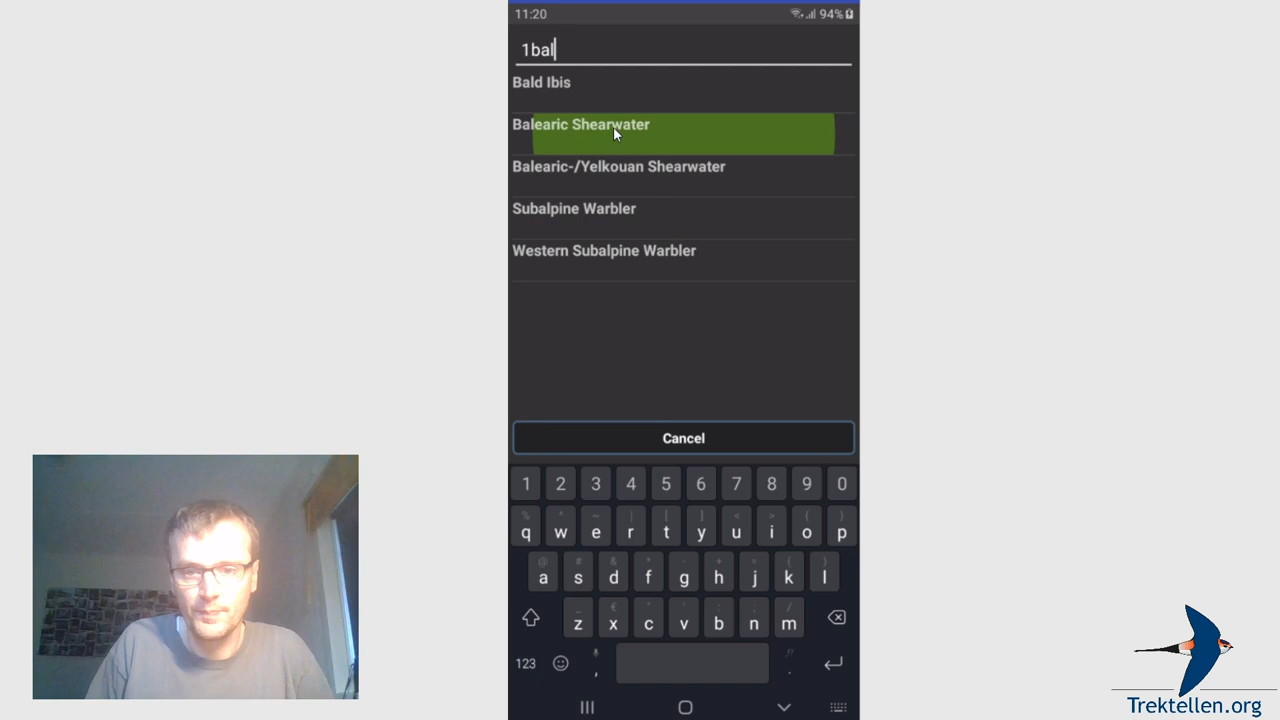 11:20
94%
1bal
Bald Ibis
Balearic Shearwater
Balearic-/Yelkouan Shearwater
Subalpine Warbler
Western Subalpine Warbler
Cancel
1 2 3 4 5 6 7 8 9 0
q w e r t y u i o p
a s d f g h j k l
z x c v b n m
123 , .
Trektellen.org